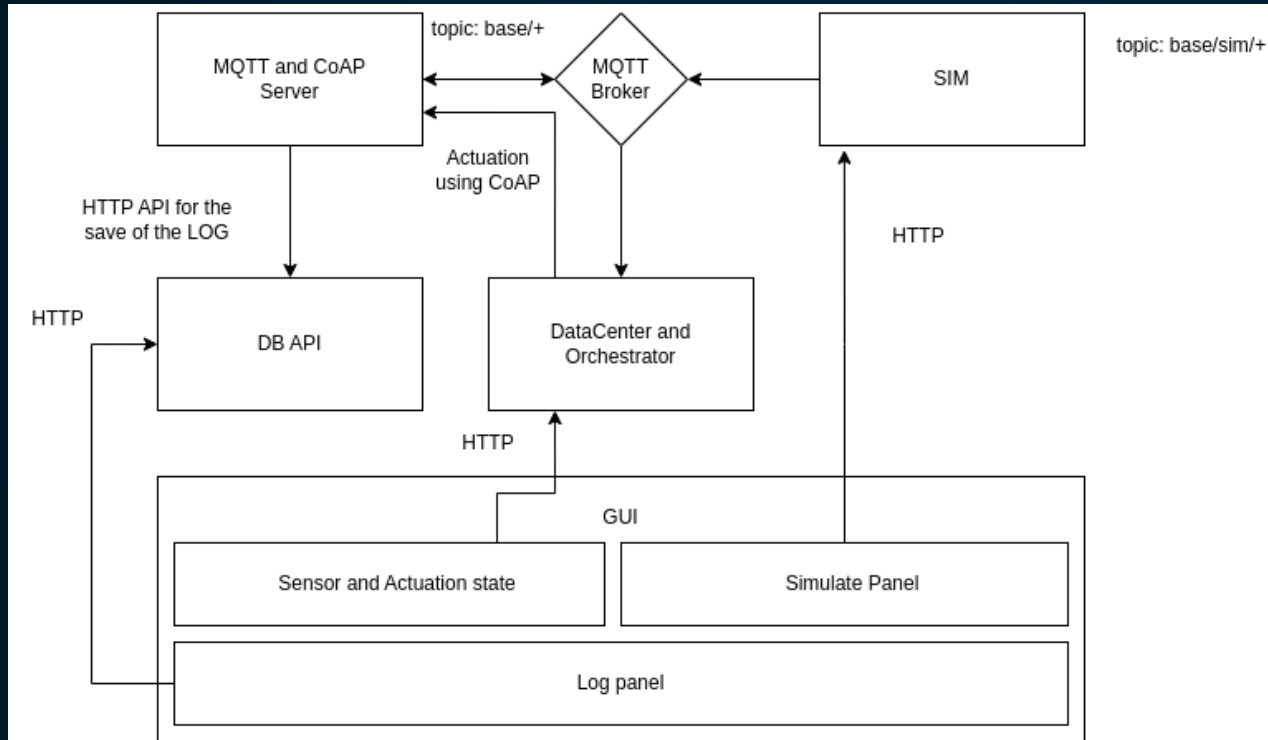 topic: base/+
MQTT and CoAP
Server
MQTT
Broker
SIM
topic: base/sim/+
Actuation
using CoAP
HTTP API for the
save of the LOG
HTTP
HTTP
DB API
DataCenter and
Orchestrator
HTTP
GUI
Sensor and Actuation state
Simulate Panel
Log panel